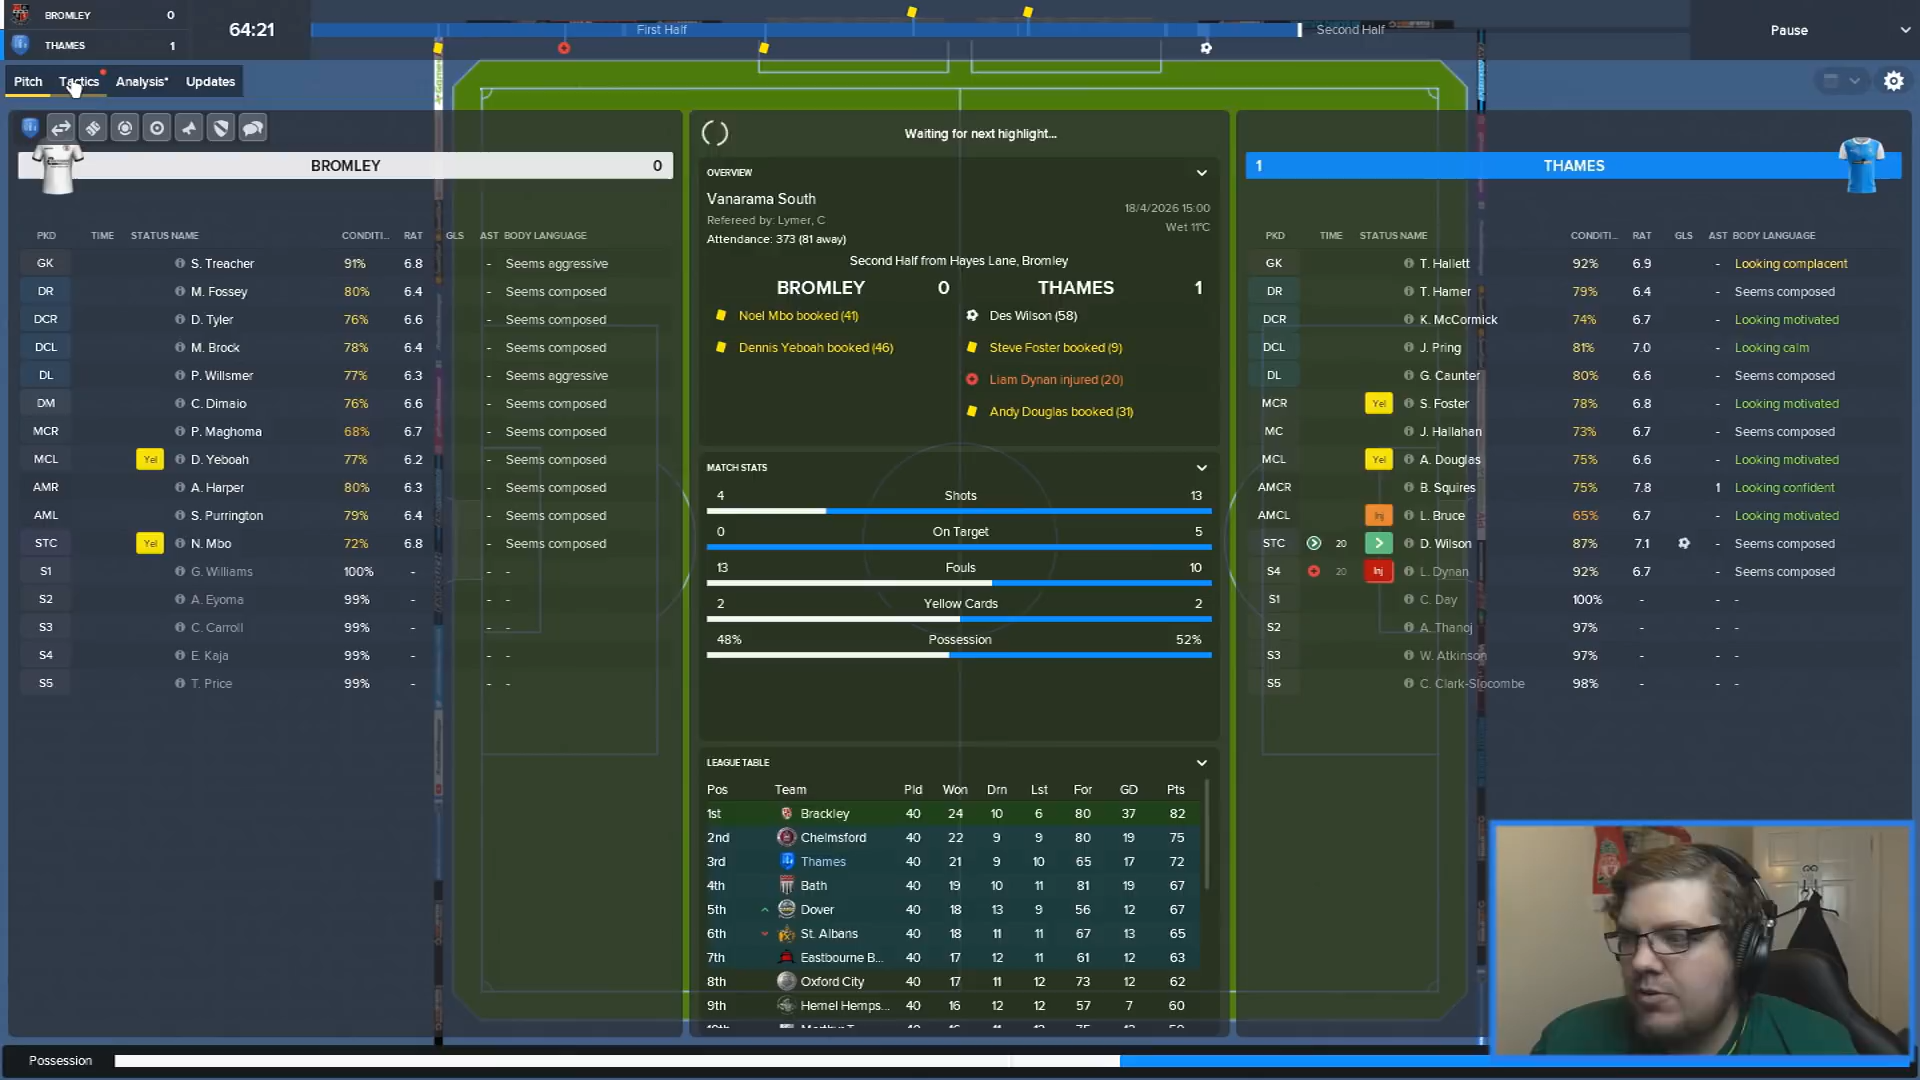 BROMLEY 0
THAMES 1
64:21
First Half
Second Half
Pause
Pitch Tactics Analysis* Updates
BROMLEY 0
PKD TIME STATUS NAME CONDITI... RAT GLS AST BODY LANGUAGE
GK S. Treacher 91% 6.8 - Seems aggressive
DR M. Fossey 80% 6.4 - Seems composed
DCR D. Tyler 76% 6.6 - Seems composed
DCL M. Brock 78% 6.4 - Seems composed
DL P. Willsmer 77% 6.3 - Seems aggressive
DM C. Dimaio 76% 6.6 - Seems composed
MCR P. Maghoma 68% 6.7 - Seems composed
MCL Yel D. Yeboah 77% 6.2 - Seems composed
AMR A. Harper 80% 6.3 - Seems composed
AML S. Purrington 79% 6.4 - Seems composed
STC Yel N. Mbo 72% 6.8 - Seems composed
S1 G. Williams 100% - - -
S2 A. Eyoma 99% - - -
S3 C. Carroll 99% - - -
S4 E. Kaja 99% - - -
S5 T. Price 99% - - -
Waiting for next highlight...
OVERVIEW
Vanarama South
Refereed by: Lymer, C
Attendance: 373 (81 away)
18/4/2026 15:00
Wet 11°C
Second Half from Hayes Lane, Bromley
BROMLEY 0 THAMES 1
Noel Mbo booked (41)
Dennis Yeboah booked (46)
Des Wilson (58)
Steve Foster booked (9)
Liam Dynan injured (20)
Andy Douglas booked (31)
MATCH STATS
4 Shots 13
0 On Target 5
13 Fouls 10
2 Yellow Cards 2
48% Possession 52%
LEAGUE TABLE
Pos Team Pld Won Drn Lst For GD Pts
1st Brackley 40 24 10 6 80 37 82
2nd Chelmsford 40 22 9 9 80 19 75
3rd Thames 40 21 9 10 65 17 72
4th Bath 40 19 10 11 81 19 67
5th Dover 40 18 13 9 56 12 67
6th St. Albans 40 18 11 11 67 13 65
7th Eastbourne B... 40 17 12 11 61 12 63
8th Oxford City 40 17 11 12 73 12 62
9th Hemel Hemps... 40 16 12 12 57 7 60
1 THAMES
PKD TIME STATUS NAME CONDITI... RAT GLS AST BODY LANGUAGE
GK T. Hallett 92% 6.9 - Looking complacent
DR T. Hamer 79% 6.4 - Seems composed
DCR K. McCormick 74% 6.7 - Looking motivated
DCL J. Pring 81% 7.0 - Looking calm
DL G. Caunter 80% 6.6 - Seems composed
MCR Yel S. Foster 78% 6.8 - Looking motivated
MC J. Hallahan 73% 6.7 - Seems composed
MCL Yel A. Douglas 75% 6.6 - Looking motivated
AMCR B. Squires 75% 7.8 1 Looking confident
AMCL Inj L. Bruce 65% 6.7 - Looking motivated
STC 20 D. Wilson 87% 7.1 - Seems composed
S4 20 Inj L. Dynan 92% 6.7 - Seems composed
S1 C. Day 100% - - -
S2 A. Thanoj 97% - - -
S3 W. Atkinson 97% - - -
S5 C. Clark-Slocombe 98% - - -
Possession